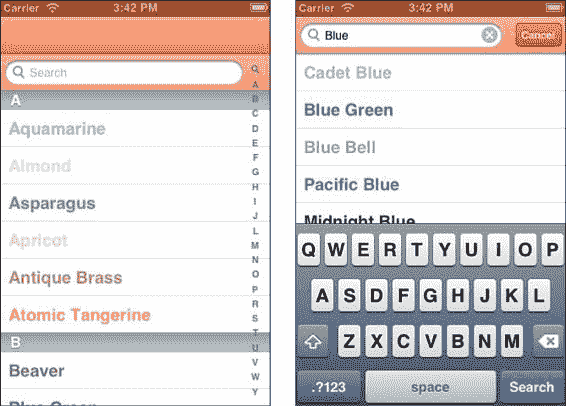 Carrier 3:42 PM
Search
A
Aquamarine
Almond
Asparagus
Apricot
Antique Brass
Atomic Tangerine
B
Beaver
A
B
C
D
E
F
G
H
I
J
L
M
N
O
P
R
S
T
U
V
W
Y
Carrier 3:42 PM
Blue
Cancel
Cadet Blue
Blue Green
Blue Bell
Pacific Blue
Midnight Blue
Q W E R T Y U I O P
A S D F G H J K L
Z X C V B N M
.?123 space Search